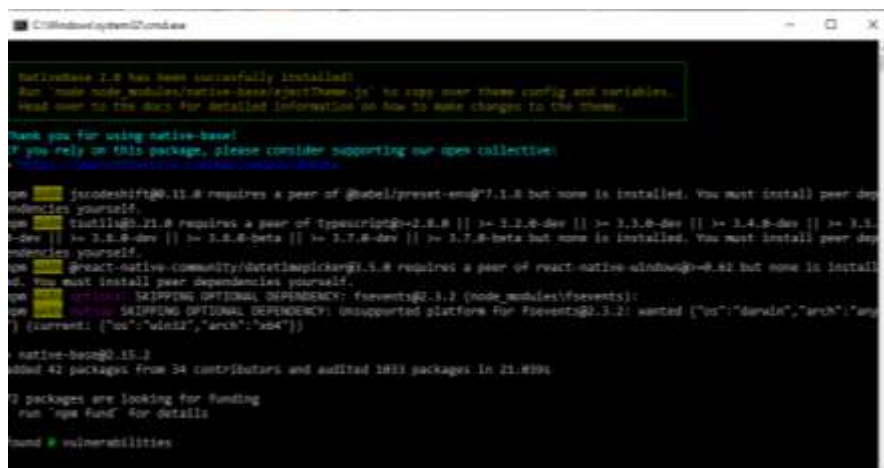 C:\Windows\system32\cmd.exe
NativeBase 2.0 has been succesfully installed!
Run `node node_modules/native-base/ejectTheme.js` to copy over theme config and variables.
Head over to the docs for detailed information on how to make changes to the theme.
Thank you for using native-base!
If you rely on this package, please consider supporting our open collective:
>
npm WARN jscodeshift@0.11.0 requires a peer of @babel/preset-env@^7.1.6 but none is installed. You must install peer dep
endencies yourself.
npm WARN tsutils@3.21.0 requires a peer of typescript@>=2.8.0 || >= 3.2.0-dev || >= 3.3.0-dev || >= 3.4.0-dev || >= 3.5.
0-dev || >= 3.6.0-dev || >= 3.6.0-beta || >= 3.7.0-dev || >= 3.7.0-beta but none is installed. You must install peer dep
endencies yourself.
npm WARN @react-native-community/datetimepicker@3.5.0 requires a peer of react-native-windows@>=0.62 but none is install
ed. You must install peer dependencies yourself.
npm WARN optional SKIPPING OPTIONAL DEPENDENCY: fsevents@2.3.2 (node_modules\fsevents):
npm WARN notsup SKIPPING OPTIONAL DEPENDENCY: Unsupported platform for fsevents@2.3.2: wanted {"os":"darwin","arch":"any
"} (current: {"os":"win32","arch":"x64"})
+ native-base@2.15.2
added 42 packages from 34 contributors and audited 1033 packages in 21.039s
72 packages are looking for funding
run `npm fund` for details
found 0 vulnerabilities